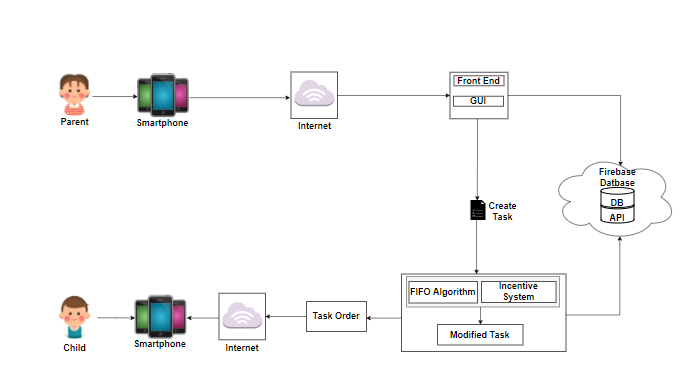 Parent
Smartphone
Internet
Front End
GUI
Firebase
Datbase
DB
API
Create
Task
FIFO Algorithm
Incentive
System
Modified Task
Task Order
Internet
Smartphone
Child